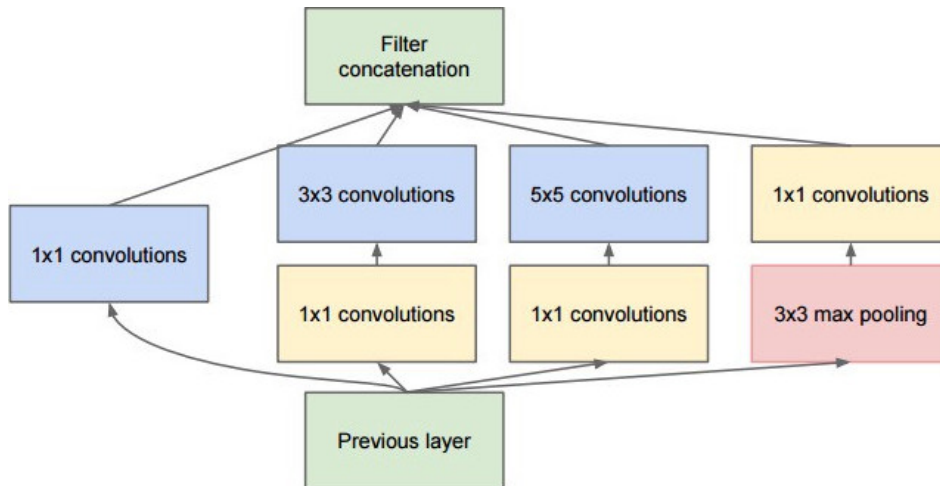 Filter
concatenation
3x3 convolutions
5x5 convolutions
1x1 convolutions
1x1 convolutions
1x1 convolutions
1x1 convolutions
3x3 max pooling
Previous layer